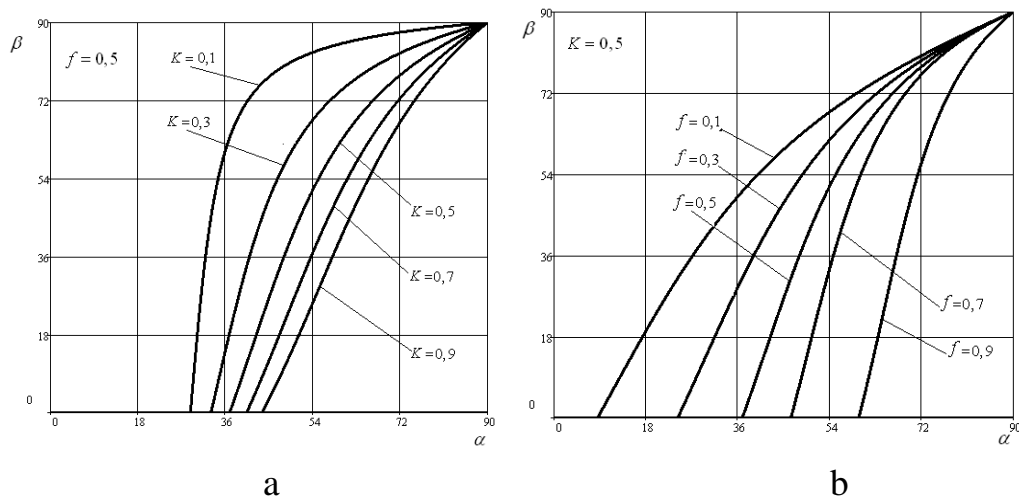 β
90
f = 0,5
K = 0,1
72
K = 0,3
54
K = 0,5
36
K = 0,7
18
K = 0,9
0
0 18 36 54 72 90
α
a
β
90
K = 0,5
72
f = 0,1
f = 0,3
54
f = 0,5
36
f = 0,7
18
f = 0,9
0
0 18 36 54 72 90
α
b